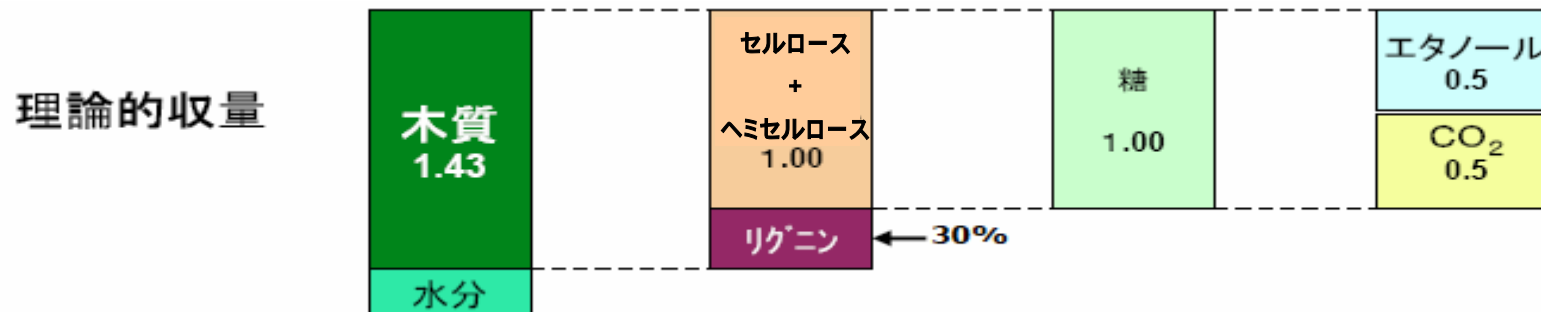 理論的収量
木質
1.43
水分
セルロース
+
ヘミセルロース
1.00
リグニン
30%
糖
1.00
エタノール
0.5
CO₂
0.5